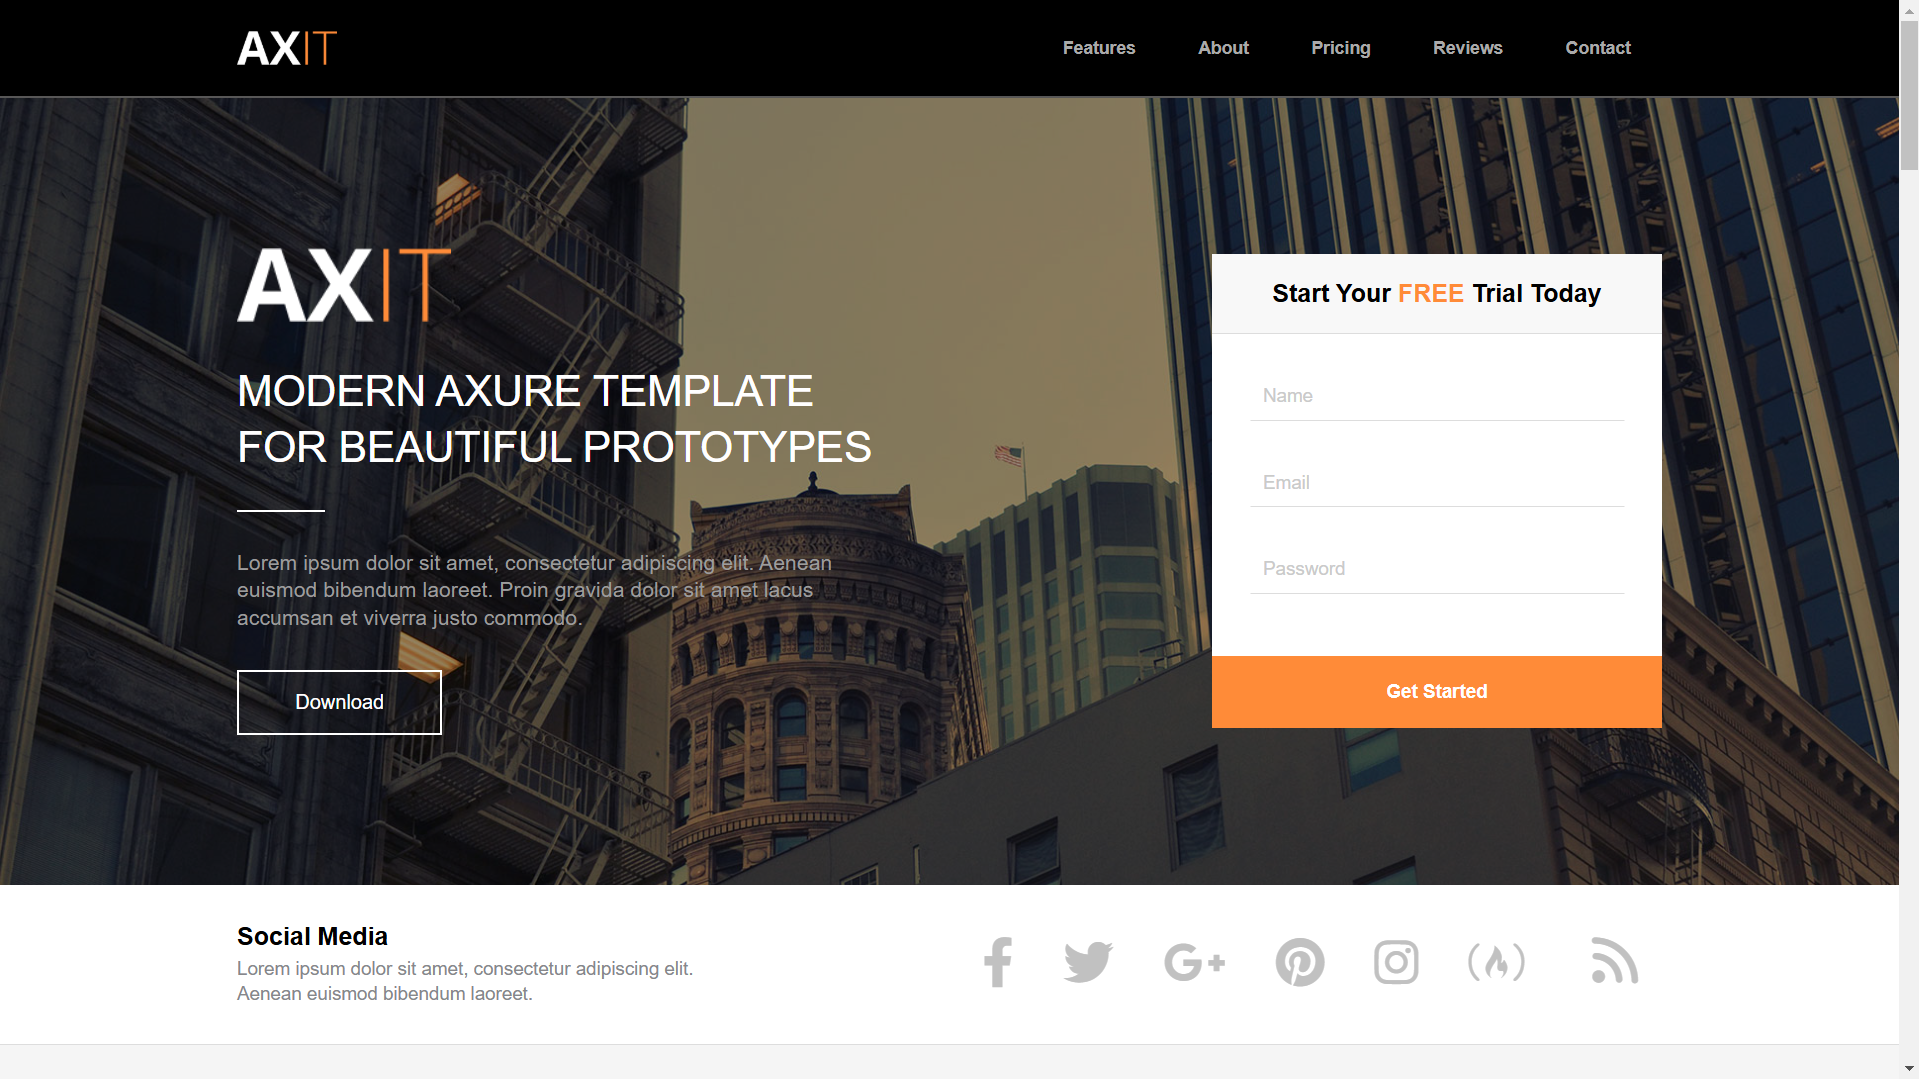 AXIT
Features About Pricing Reviews Contact
AXIT
MODERN AXURE TEMPLATE
FOR BEAUTIFUL PROTOTYPES
Lorem ipsum dolor sit amet, consectetur adipiscing elit. Aenean
euismod bibendum laoreet. Proin gravida dolor sit amet lacus
accumsan et viverra justo commodo.
Download
Start Your FREE Trial Today
Name
Email
Password
Get Started
Social Media
Lorem ipsum dolor sit amet, consectetur adipiscing elit.
Aenean euismod bibendum laoreet.